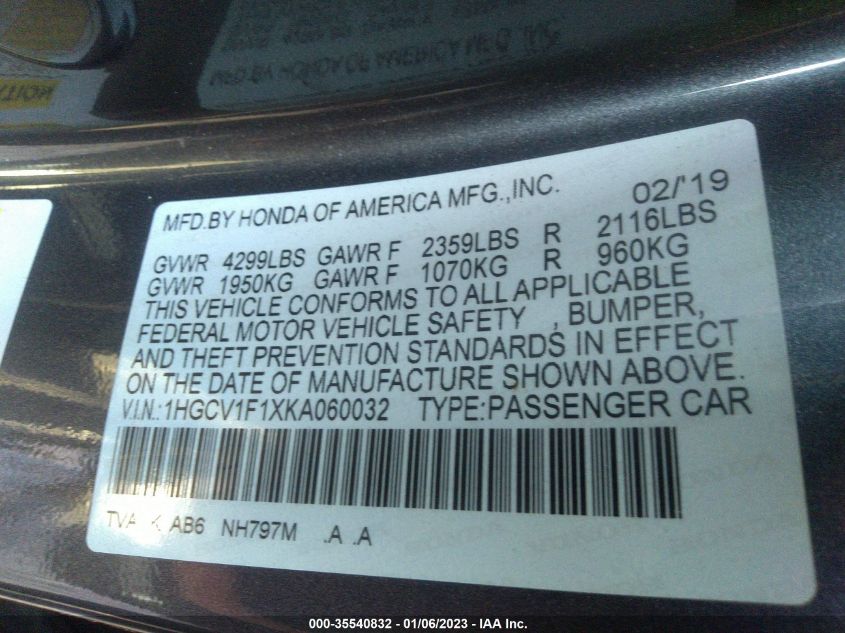 MFD.BY HONDA OF AMERICA MFG.,INC. 02/'19
GVWR 4299LBS GAWR F 2359LBS R 2116LBS
GVWR 1950KG GAWR F 1070KG R 960KG
THIS VEHICLE CONFORMS TO ALL APPLICABLE
FEDERAL MOTOR VEHICLE SAFETY , BUMPER,
AND THEFT PREVENTION STANDARDS IN EFFECT
ON THE DATE OF MANUFACTURE SHOWN ABOVE.
V.I.N.:1HGCV1F1XKA060032 TYPE:PASSENGER CAR
TVA K AB6 NH797M .A .A
000-35540832 - 01/06/2023 - IAA Inc.